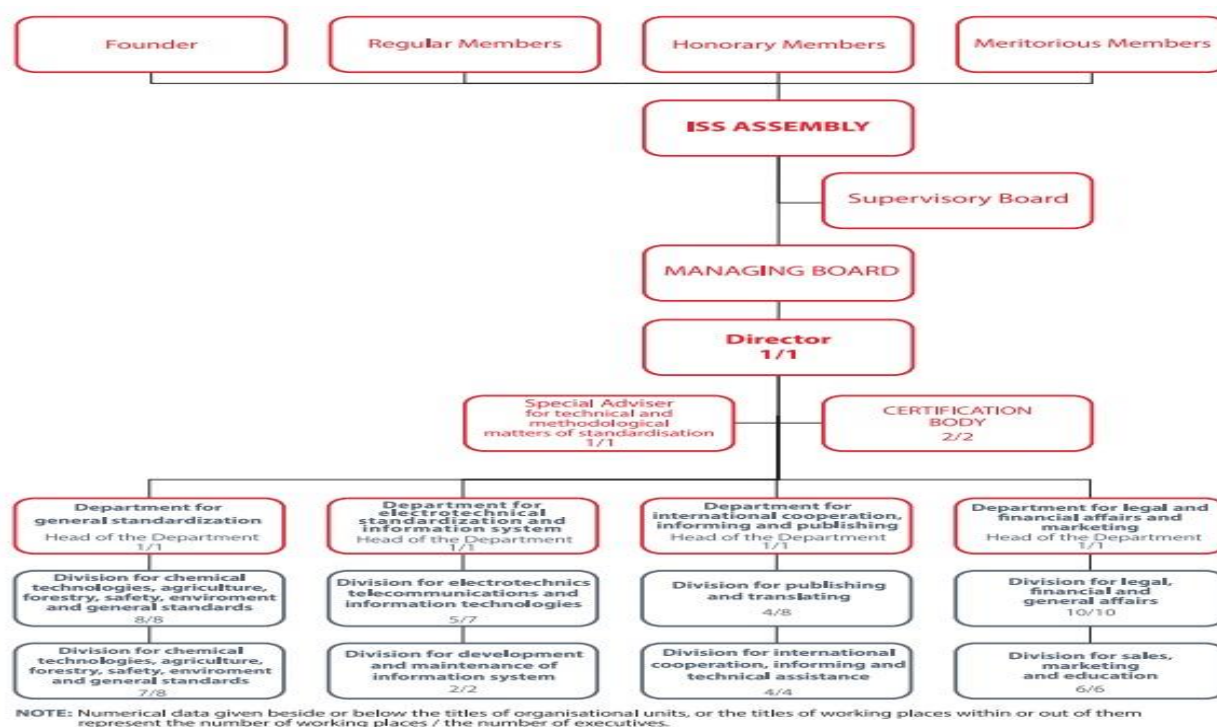 Founder
Regular Members
Honorary Members
Meritorious Members
ISS ASSEMBLY
Supervisory Board
MANAGING BOARD
Director
1/1
Special Adviser
for technical and
methodological
matters of standardisation
1/1
CERTIFICATION
BODY
2/2
Department for
general standardization
Head of the Department
1/1
Department for
electrotechnical
standardization and
information system
Head of the Department
1/1
Department for
international cooperation,
informing and publishing
Head of the Department
1/1
Department for legal and
financial affairs and
marketing
Head of the Department
1/1
Division for chemical
technologies, agriculture,
forestry, safety, enviroment
and general standards
8/8
Division for electrotechnics
telecommunications and
information technologies
5/7
Division for publishing
and translating
4/8
Division for legal,
financial and
general affairs
10/10
Division for chemical
technologies, agriculture,
forestry, safety, enviroment
and general standards
7/8
Division for development
and maintenance of
information system
2/2
Division for international
cooperation, informing and
technical assistance
4/4
Division for sales,
marketing
and education
6/6
NOTE: Numerical data given beside or below the titles of organisational units, or the titles of working places within or out of them
represent the number of working places / the number of executives.